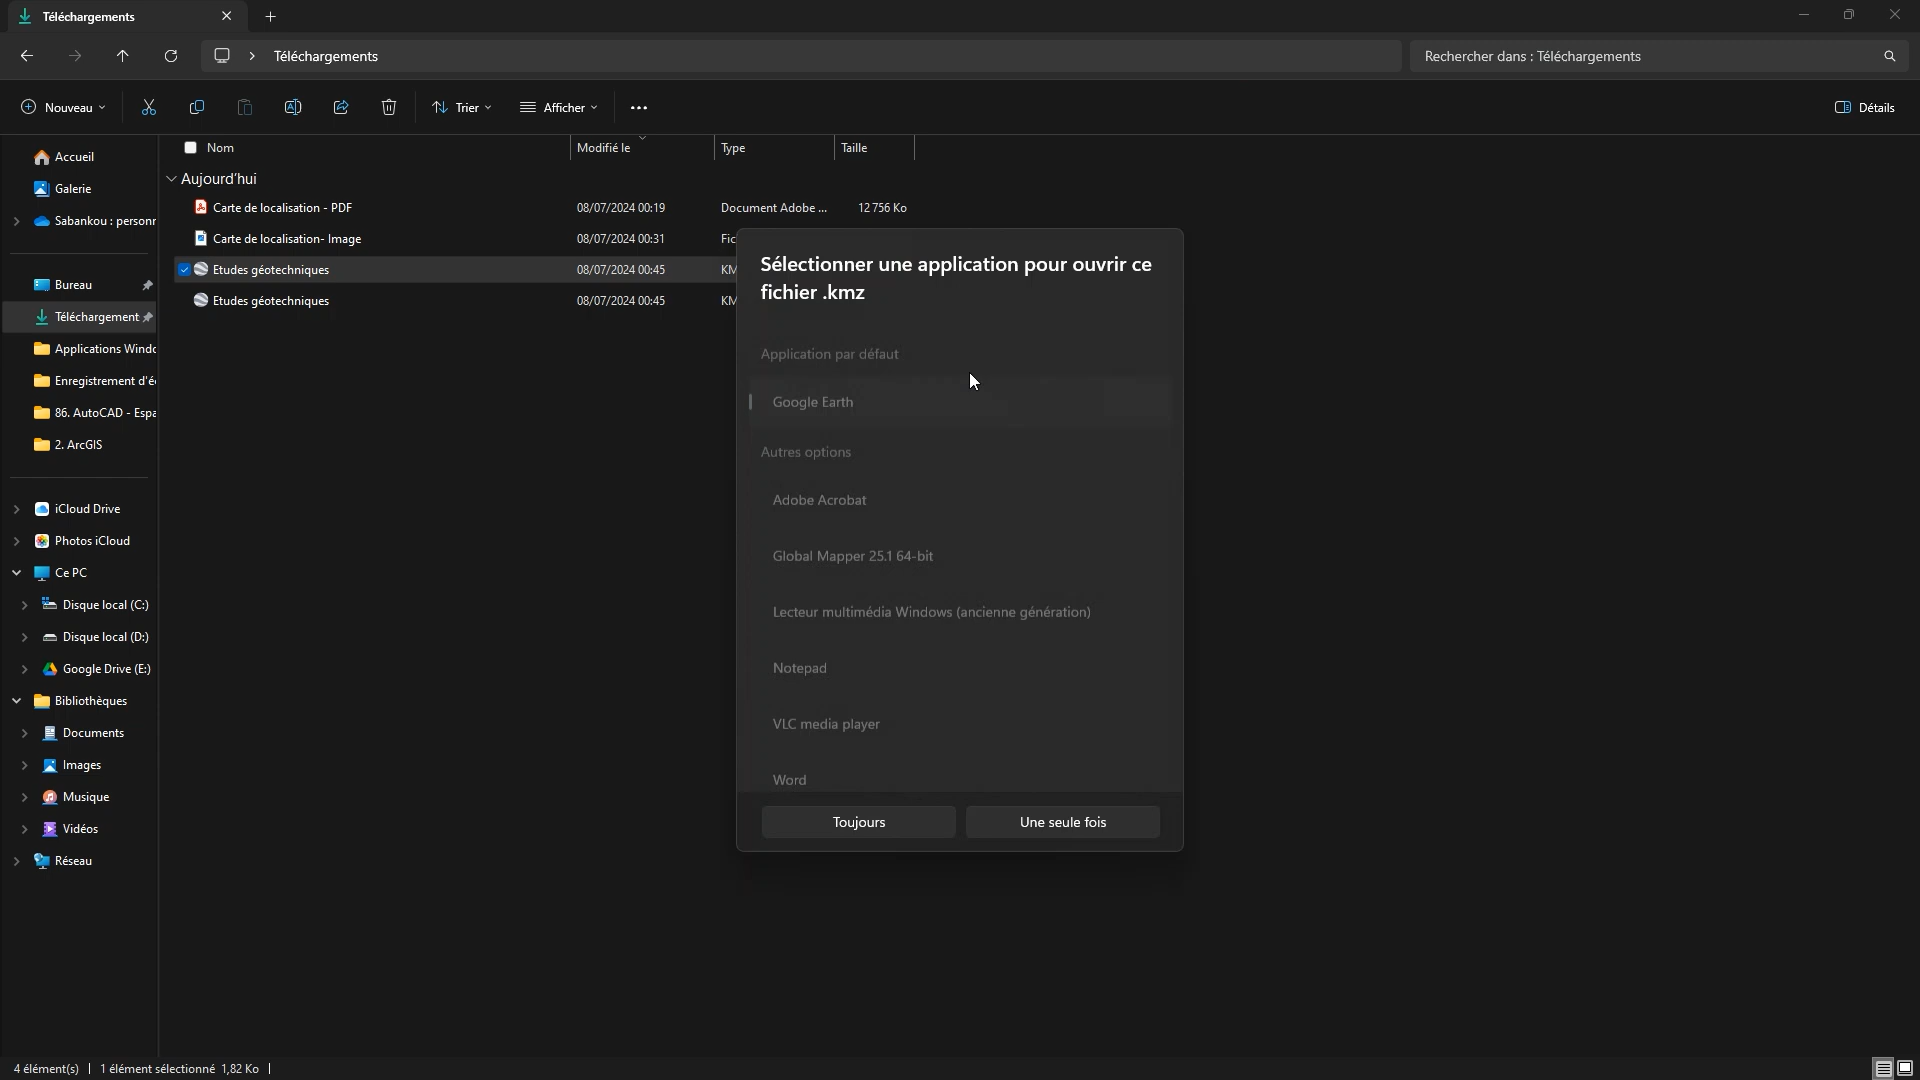 Téléchargements
Téléchargements
Rechercher dans : Téléchargements
Nouveau
Trier
Afficher
Détails
Nom Modifié le Type Taille
Aujourd'hui
Carte de localisation - PDF 08/07/2024 00:19 Document Adobe ... 12 756 Ko
Carte de localisation- Image 08/07/2024 00:31 Fic
Etudes géotechniques 08/07/2024 00:45 KM
Etudes géotechniques 08/07/2024 00:45 KM
Accueil
Galerie
Sabankou : personn
Bureau
Téléchargement
Applications Windo
Enregistrement d'é
86. AutoCAD - Espa
2. ArcGIS
iCloud Drive
Photos iCloud
Ce PC
Disque local (C:)
Disque local (D:)
Google Drive (E:)
Bibliothèques
Documents
Images
Musique
Vidéos
Réseau
Sélectionner une application pour ouvrir ce
fichier .kmz
Application par défaut
Google Earth
Autres options
Adobe Acrobat
Global Mapper 25.1 64-bit
Lecteur multimédia Windows (ancienne génération)
Notepad
VLC media player
Word
Toujours
Une seule fois
4 élément(s) 1 élément sélectionné 1,82 Ko